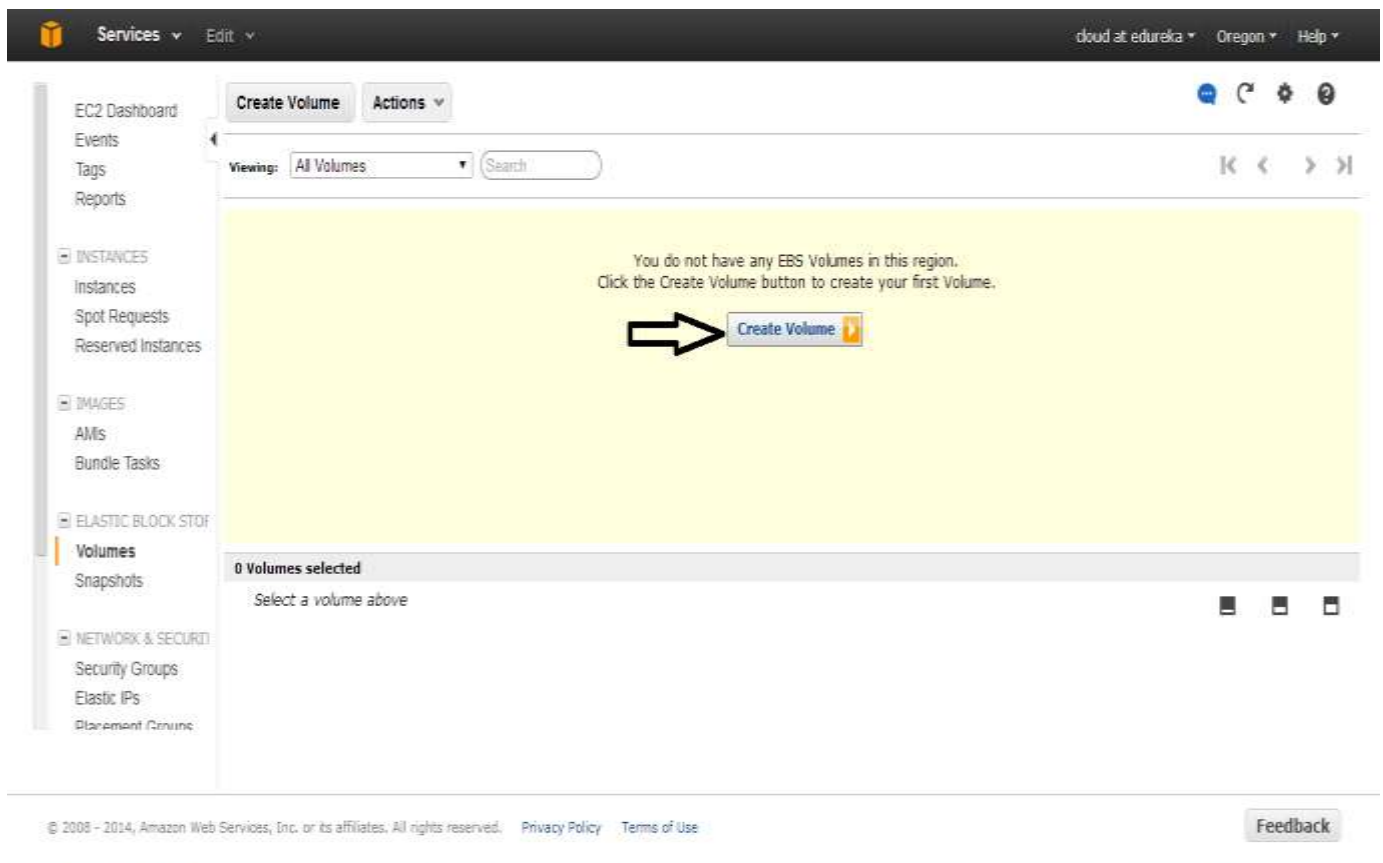 Services Edit cloud at edureka Oregon Help
EC2 Dashboard
Events
Tags
Reports
INSTANCES
Instances
Spot Requests
Reserved Instances
IMAGES
AMIs
Bundle Tasks
ELASTIC BLOCK STOR
Volumes
Snapshots
NETWORK & SECURIT
Security Groups
Elastic IPs
Placement Groups
Create Volume Actions
Viewing: All Volumes Search
You do not have any EBS Volumes in this region.
Click the Create Volume button to create your first Volume.
Create Volume
0 Volumes selected
Select a volume above
© 2008 - 2014, Amazon Web Services, Inc. or its affiliates. All rights reserved. Privacy Policy Terms of Use
Feedback